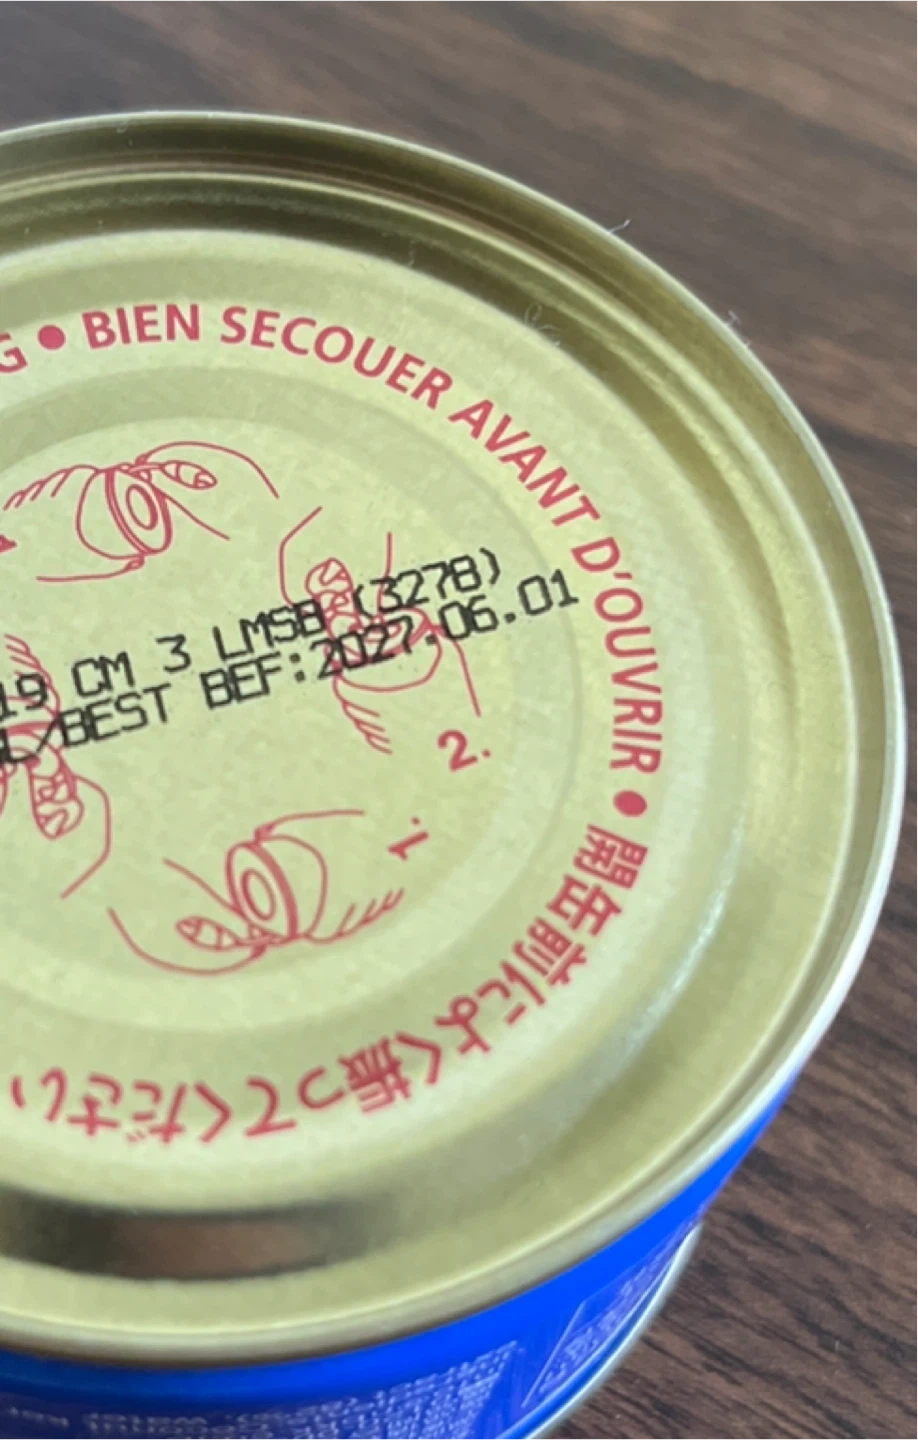 G • BIEN SECOUER AVANT D'OUVRIR • 開缶前によく振ってください
19 CM 3 LMSB (327B)
BEST BEF:2027.06.01
2.
1.